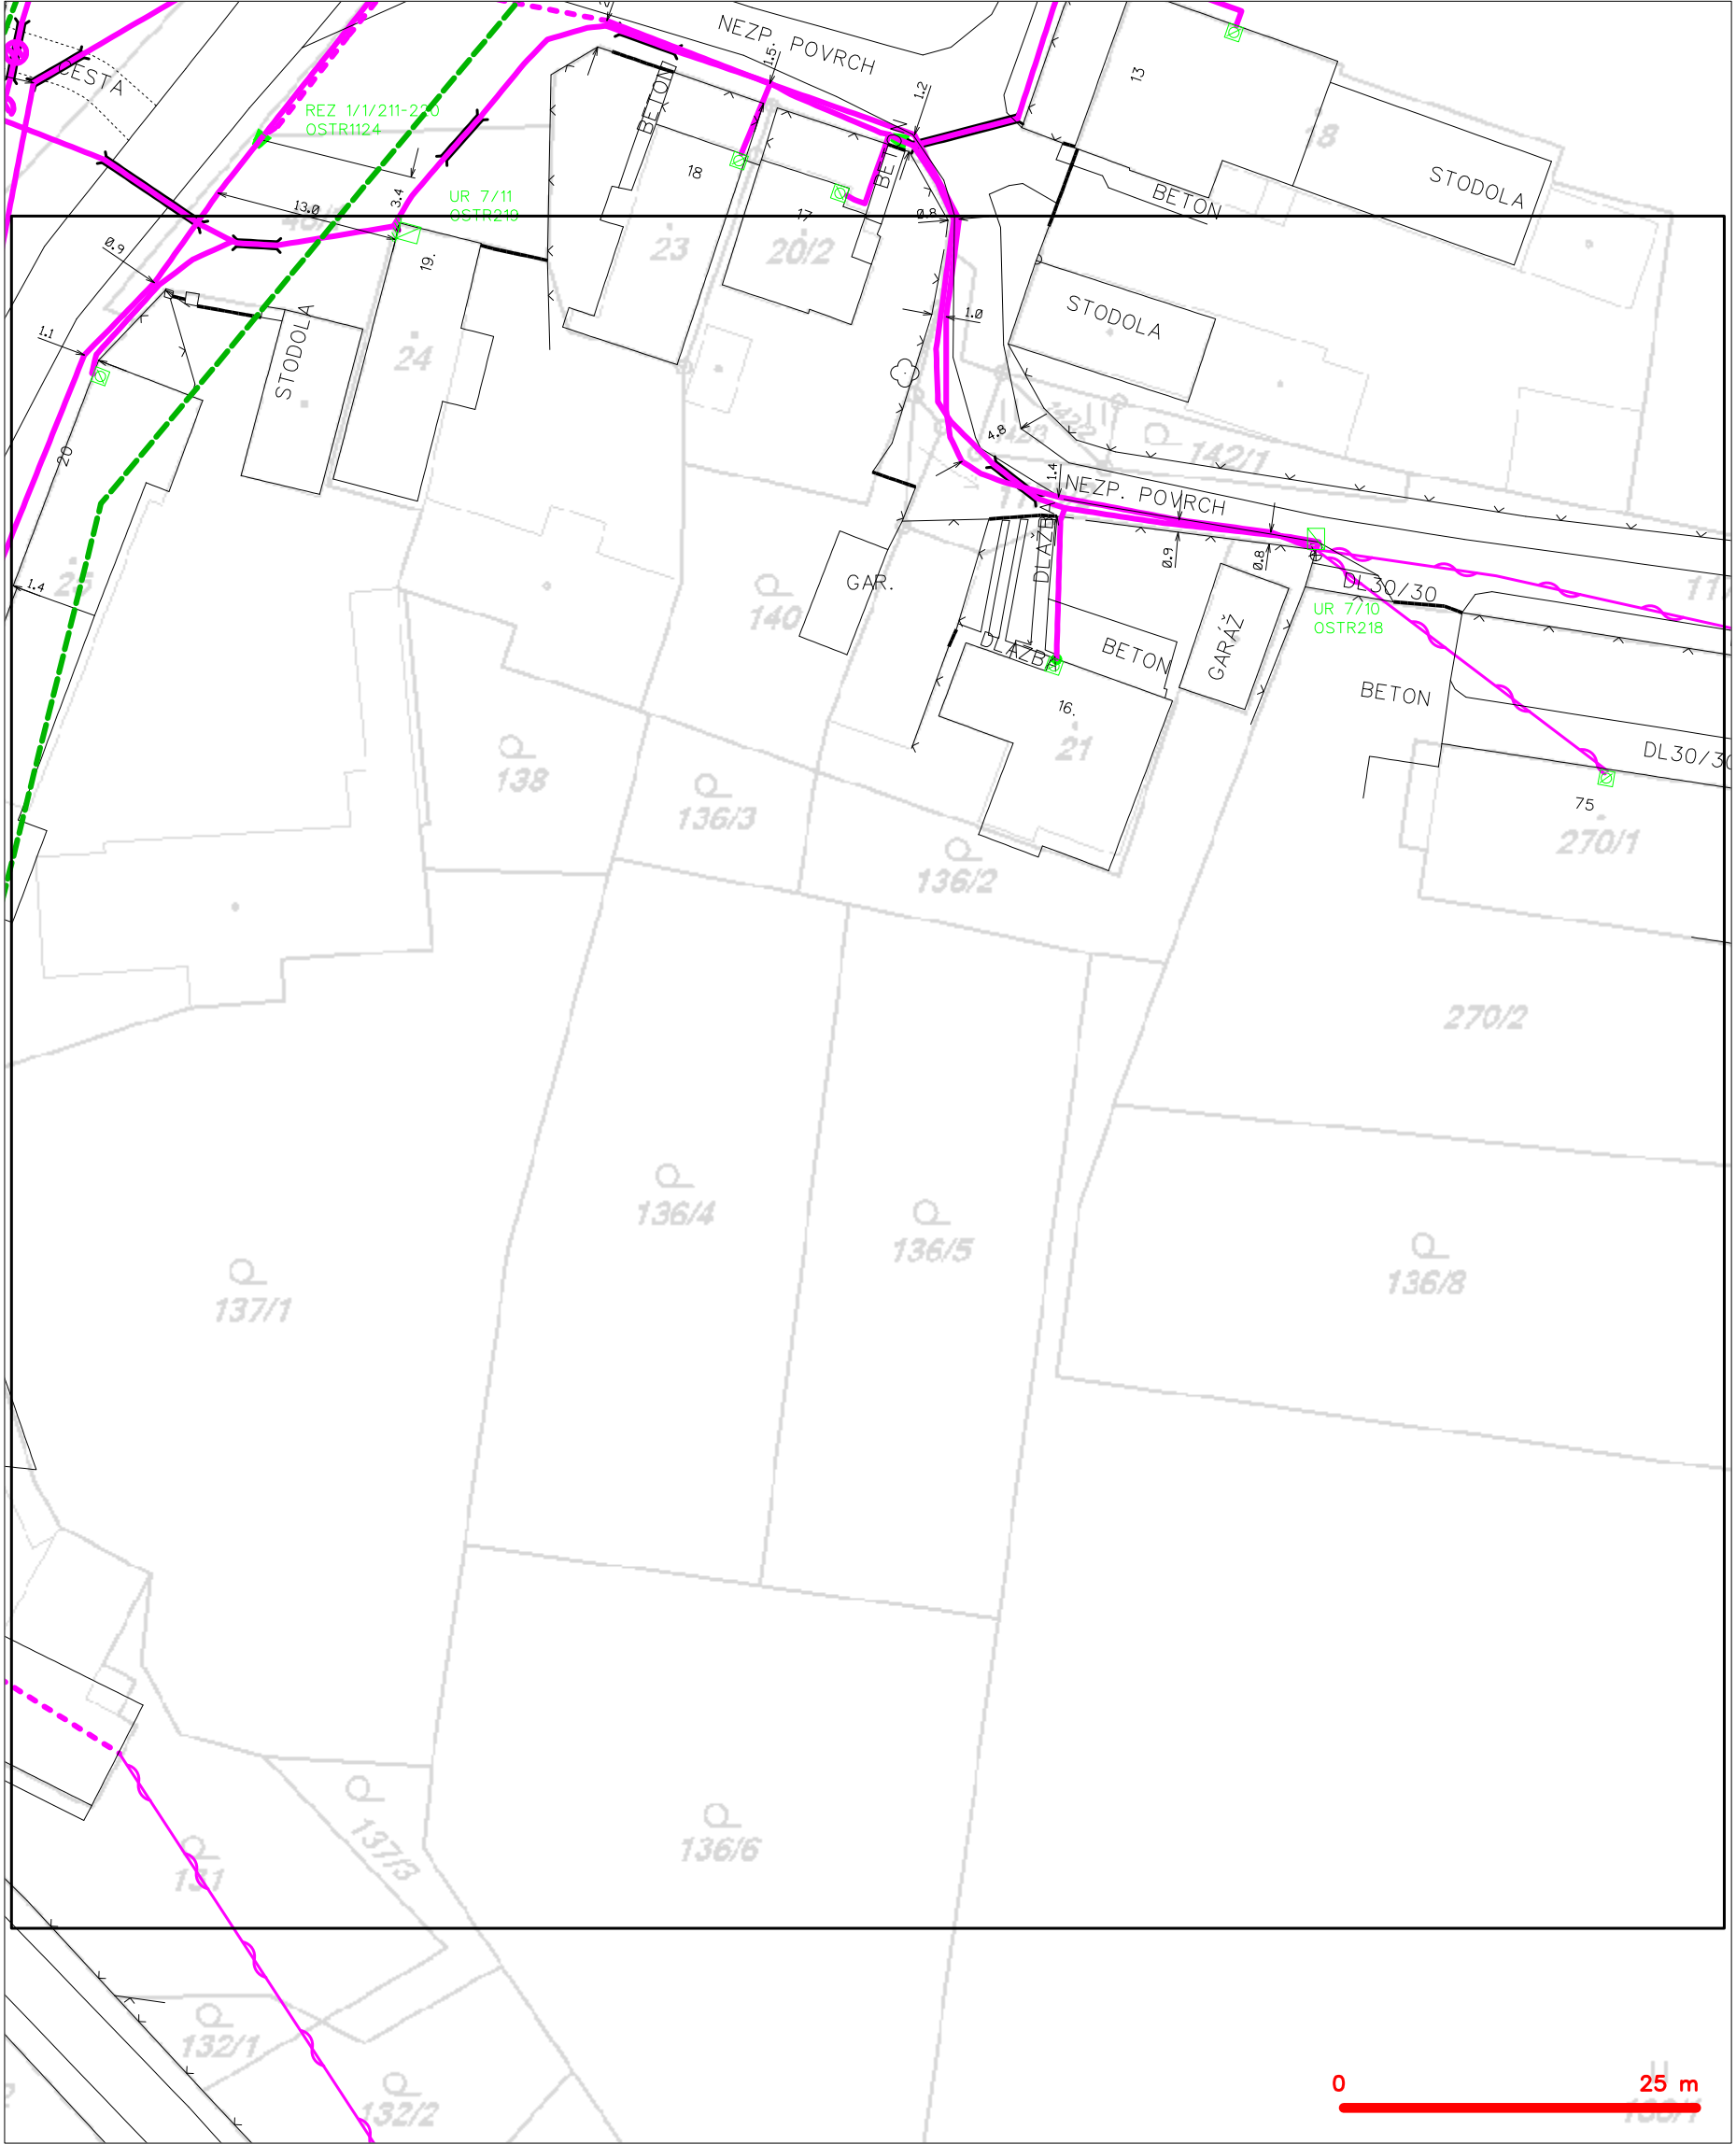 NEZP. POVRCH
1.5.
CESTA
BETON
13
18
STODOLA
1.2
REZ 1/1/211-220
OSTR1124
BETON
18
UR 7/11
OSTR219
3.4
13.0
17
BETON
0.8
0.9
19.
23
20/2
STODOLA
1.0
1.1
24
STODOLA
20
4.8
142/1
1.4
NEZP. POVRCH
DLAŽBA
0.9
0.8
25
1.4
140
GAR.
DL30/30
UR 7/10
OSTR218
DLAŽBA
BETON
GARÁŽ
BETON
16.
21
138
136/3
DL30/30
75
270/1
136/2
270/2
136/4
136/5
136/8
137/1
136/6
137/3
131
132/1
132/2
0 25 m